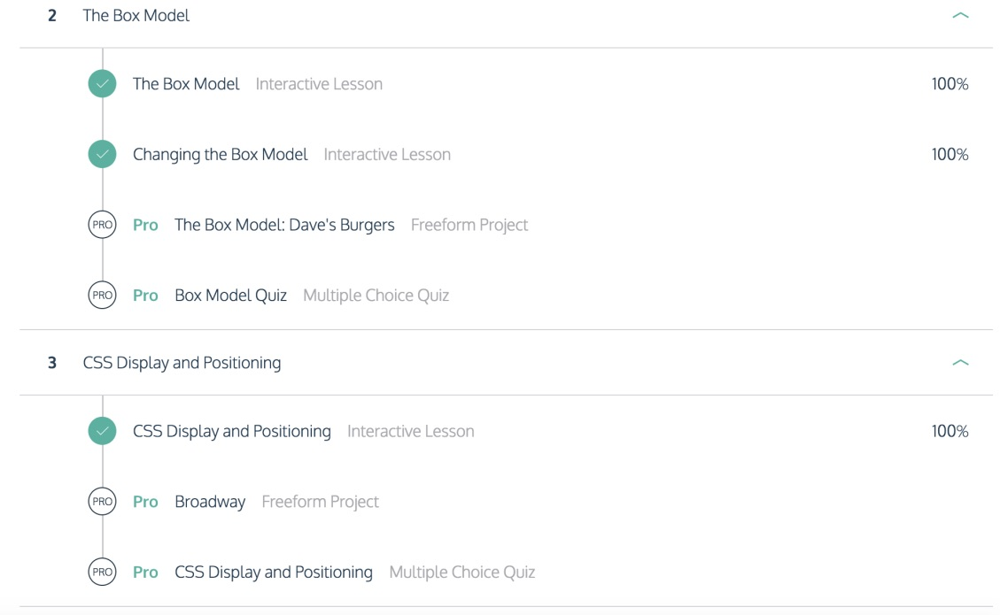 2 The Box Model
The Box Model Interactive Lesson 100%
Changing the Box Model Interactive Lesson 100%
PRO Pro The Box Model: Dave's Burgers Freeform Project
PRO Pro Box Model Quiz Multiple Choice Quiz
3 CSS Display and Positioning
CSS Display and Positioning Interactive Lesson 100%
PRO Pro Broadway Freeform Project
PRO Pro CSS Display and Positioning Multiple Choice Quiz